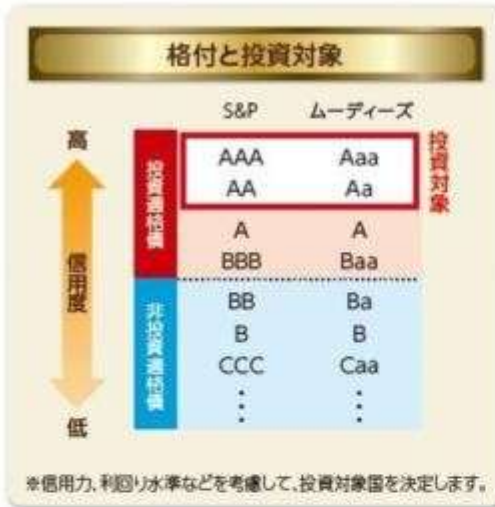 格付と投資対象
S&P ムーディーズ
高
信用度
低
投資適格債
非投資適格債
AAA Aaa
AA Aa
A A
BBB Baa
BB Ba
B B
CCC Caa
投資対象
※信用力、利回り水準などを考慮して、投資対象国を決定します。